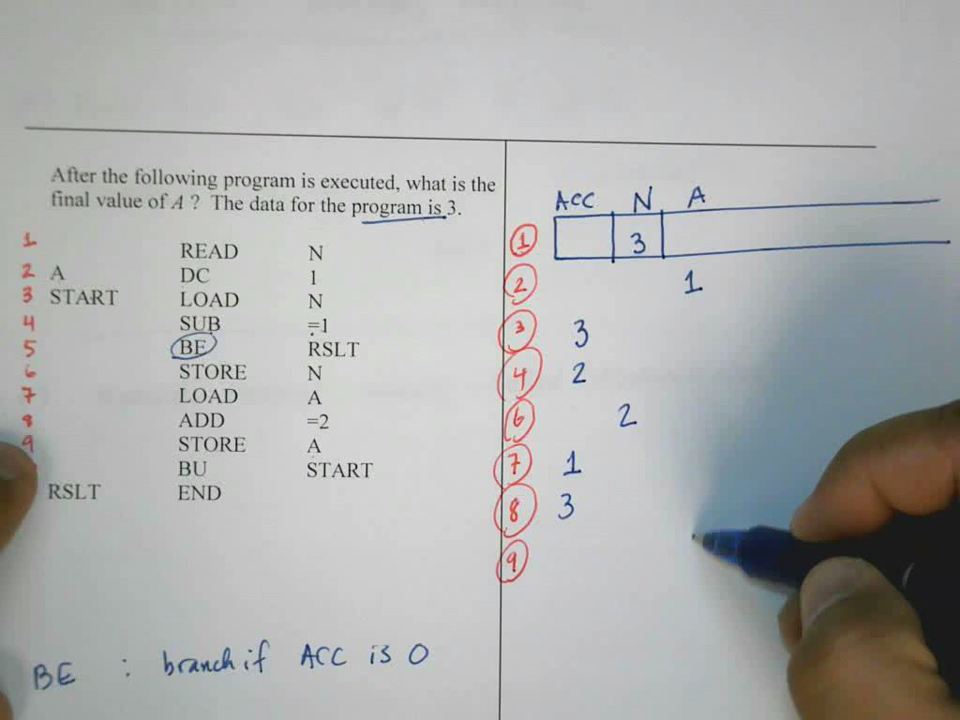 After the following program is executed, what is the
final value of A ? The data for the program is 3.
1 READ N
2 A DC 1
3 START LOAD N
4 SUB =1
5 BE RSLT
6 STORE N
7 LOAD A
8 ADD =2
9 STORE A
BU START
RSLT END
BE : branch if ACC is 0
ACC N A
1 3
2 1
3 3
4 2
6 2
7 1
8 3
9